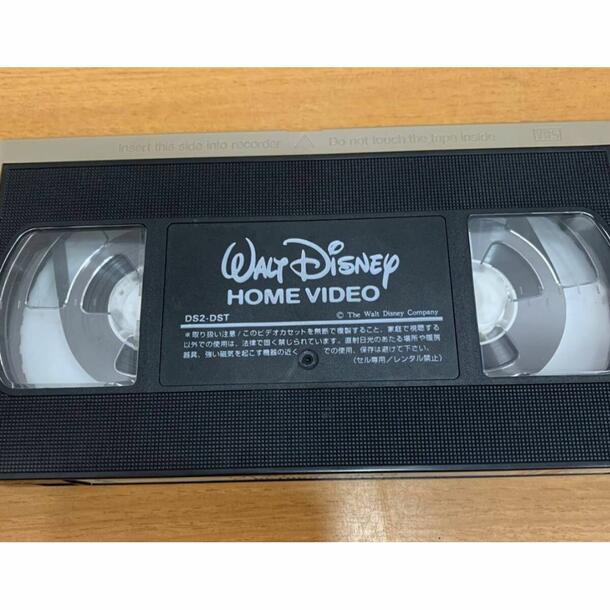 Insert this side into recorder △ Do not touch the tape inside VHS
WALT DISNEY
HOME VIDEO
DS2-DST © The Walt Disney Company
*取り扱い注意/このビデオカセットを無断で複製すること、家庭で視聴する
以外での使用は、法律で固く禁じられています。直射日光のあたる場所や暖房
器具、強い磁気を起こす機器の近く での使用、保存は避けて下さい。
(セル専用/レンタル禁止)